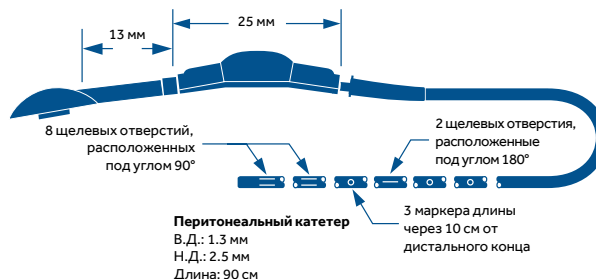 13 мм
25 мм
8 щелевых отверстий,
расположенных
под углом 90°
2 щелевых отверстия,
расположенные
под углом 180°
3 маркера длины
через 10 см от
дистального конца
Перитонеальный катетер
В.Д.: 1.3 мм
Н.Д.: 2.5 мм
Длина: 90 см